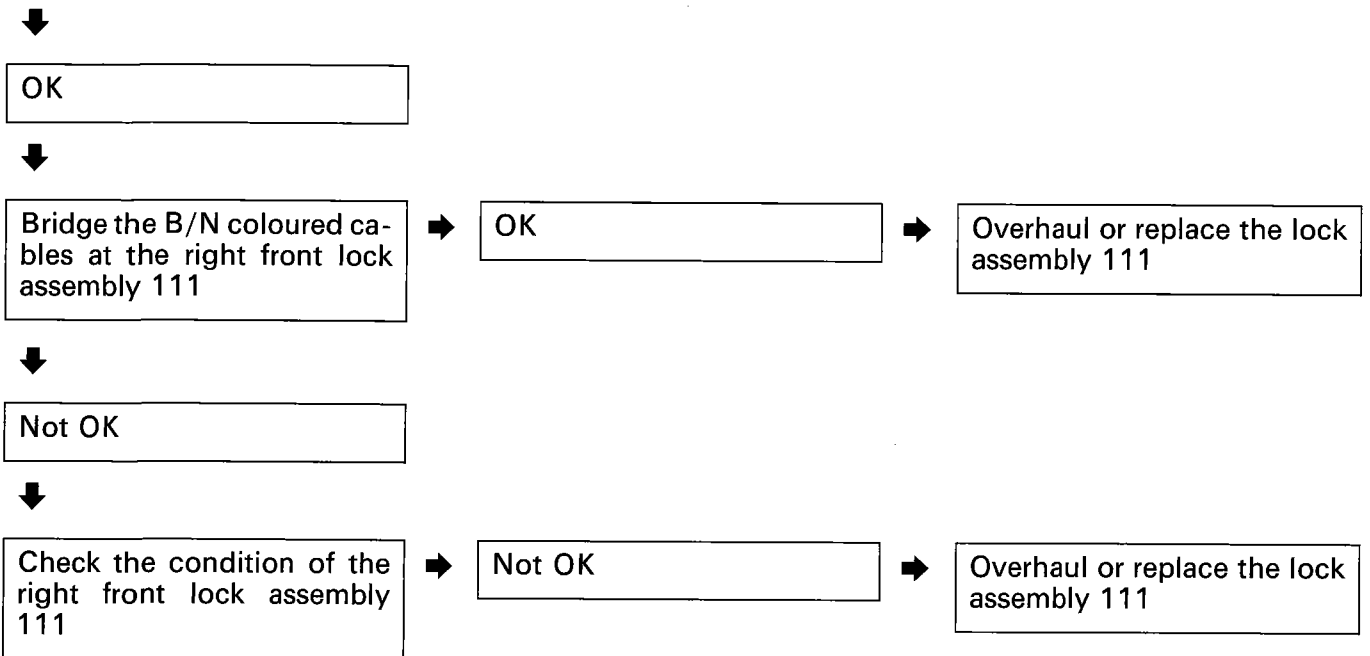 OK
Bridge the B/N coloured ca-
bles at the right front lock
assembly 111
OK
Overhaul or replace the lock
assembly 111
Not OK
Check the condition of the
right front lock assembly
111
Not OK
Overhaul or replace the lock
assembly 111